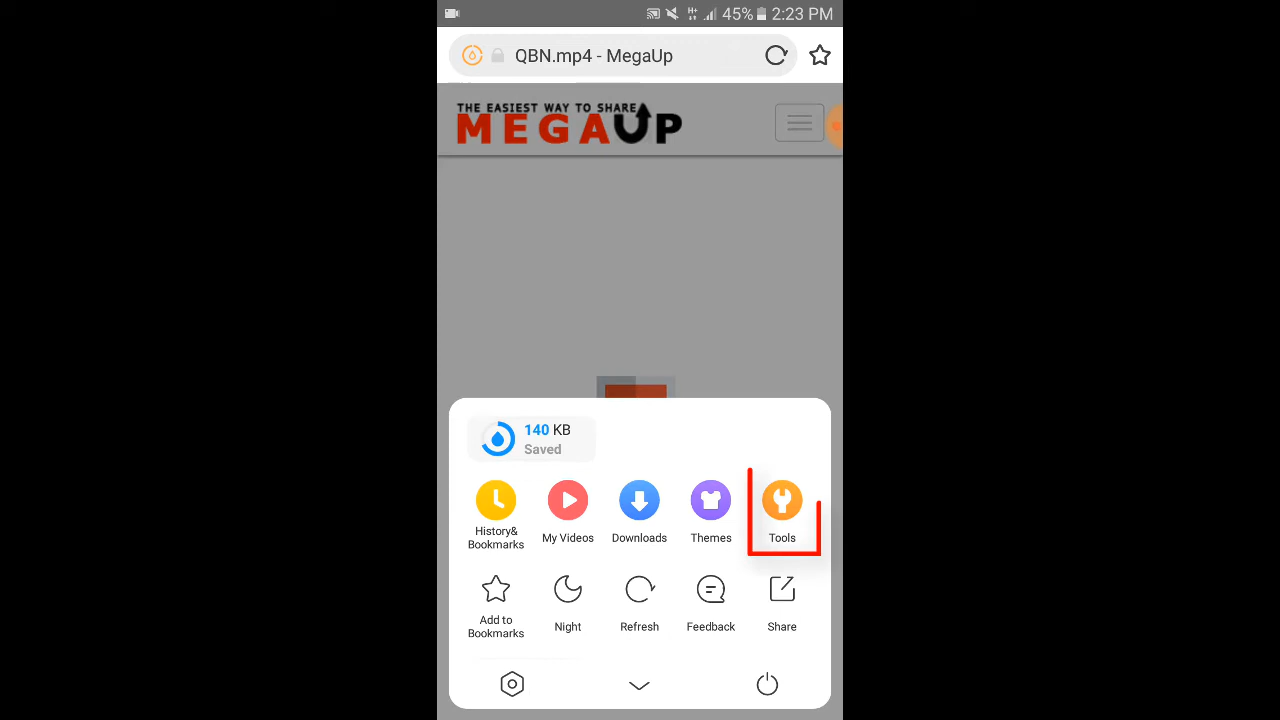 45% 2:23 PM
QBN.mp4 - MegaUp
THE EASIEST WAY TO SHARE
MEGAUP
140 KB
Saved
History&
Bookmarks
My Videos
Downloads
Themes
Tools
Add to
Bookmarks
Night
Refresh
Feedback
Share